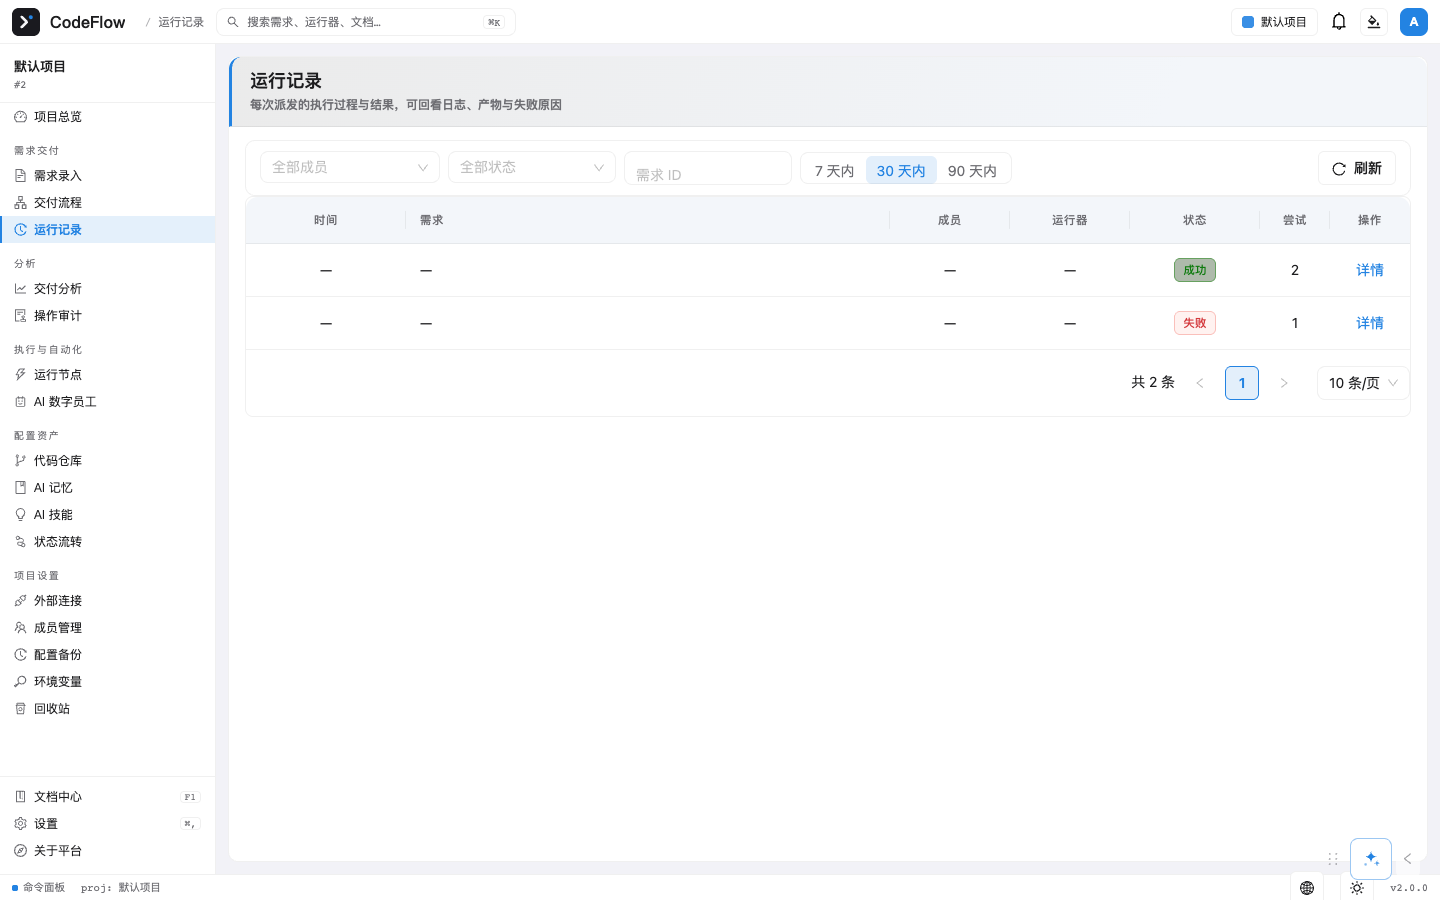 CodeFlow / 运行记录 搜索需求、运行器、文档... ⌘K 默认项目 A
默认项目
#2
项目总览
需求交付
需求录入
交付流程
运行记录
分析
交付分析
操作审计
执行与自动化
运行节点
AI 数字员工
配置资产
代码仓库
AI 记忆
AI 技能
状态流转
项目设置
外部连接
成员管理
配置备份
环境变量
回收站
文档中心 F1
设置 ⌘,
关于平台
运行记录
每次派发的执行过程与结果，可回看日志、产物与失败原因
全部成员 全部状态 需求 ID 7 天内 30 天内 90 天内 刷新
时间 需求 成员 运行器 状态 尝试 操作
— — — — 成功 2 详情
— — — — 失败 1 详情
共 2 条 < 1 > 10 条/页
命令面板 proj: 默认项目 v2.0.0